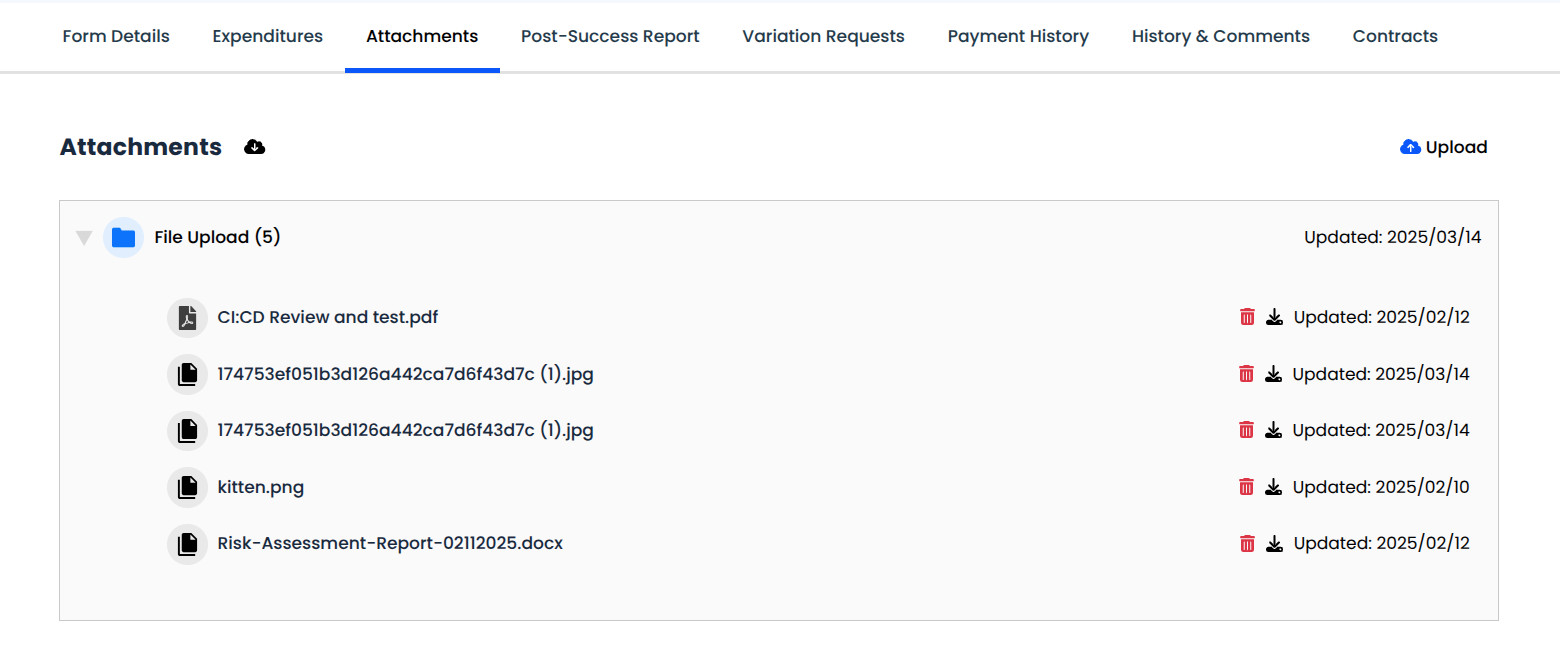 Form Details Expenditures Attachments Post-Success Report Variation Requests Payment History History & Comments Contracts
Attachments Upload
File Upload (5) Updated: 2025/03/14
CI:CD Review and test.pdf Updated: 2025/02/12
174753ef051b3d126a442ca7d6f43d7c (1).jpg Updated: 2025/03/14
174753ef051b3d126a442ca7d6f43d7c (1).jpg Updated: 2025/03/14
kitten.png Updated: 2025/02/10
Risk-Assessment-Report-02112025.docx Updated: 2025/02/12